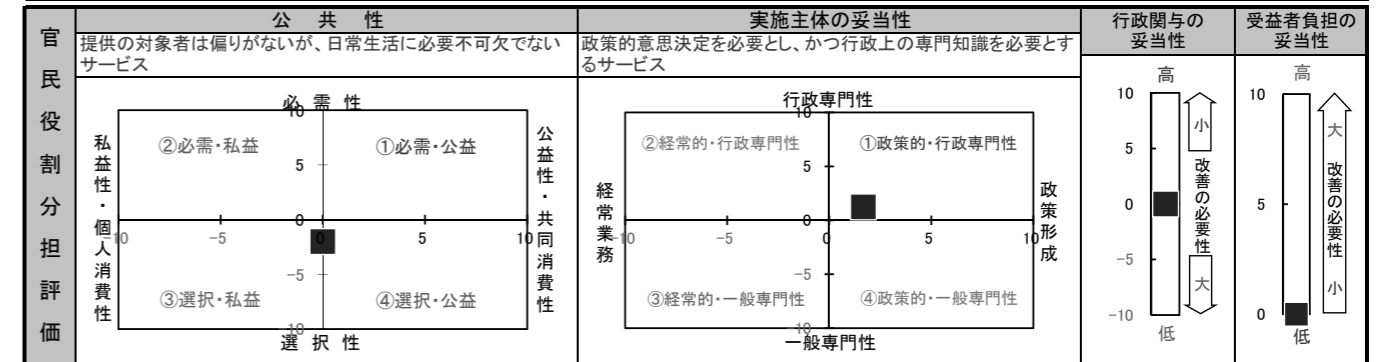 官民役割分担評価
公 共 性
提供の対象者は偏りがないが、日常生活に必要不可欠でない
サービス
必 需 性
10
②必需・私益
①必需・公益
5
私益性・個人消費性
公益性・共同消費性
0
-10
-5
0
5
10
-5
③選択・私益
④選択・公益
-10
選 択 性
実施主体の妥当性
政策的意思決定を必要とし、かつ行政上の専門知識を必要とす
るサービス
行政専門性
10
②経常的・行政専門性
①政策的・行政専門性
5
経常業務
政策形成
0
-10
-5
0
5
10
-5
③経常的・一般専門性
④政策的・一般専門性
-10
一般専門性
行政関与の
妥当性
高
10
5
0
-5
-10
低
小
改善の必要性
大
受益者負担の
妥当性
高
10
5
0
低
大
改善の必要性
小